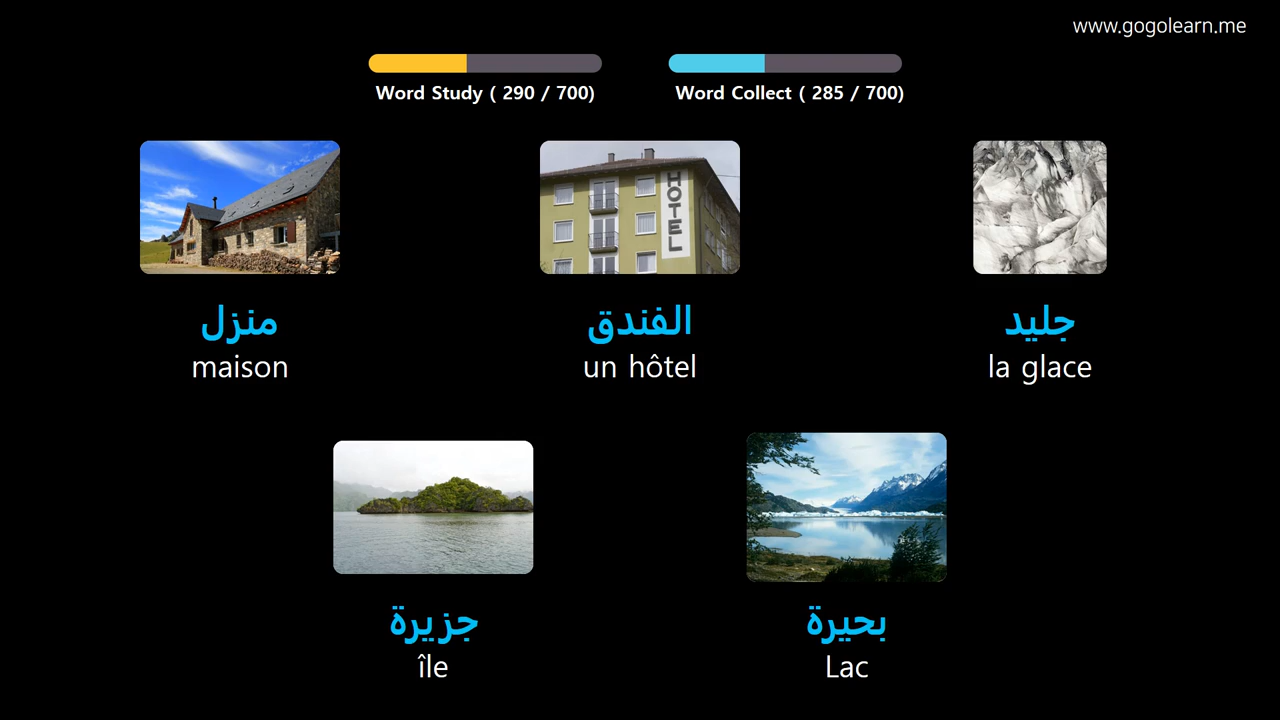 www.gogolearn.me
Word Study ( 290 / 700)
Word Collect ( 285 / 700)
HOTEL
منزل
maison
الفندق
un hôtel
جليد
la glace
جزيرة
île
بحيرة
Lac